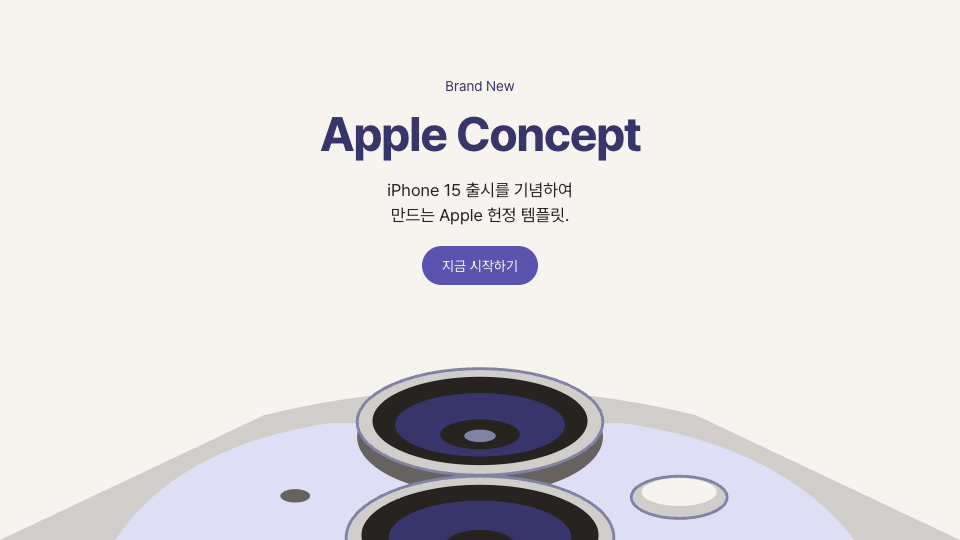 Brand New
Apple Concept
iPhone 15 출시를 기념하여
만드는 Apple 헌정 템플릿.
지금 시작하기